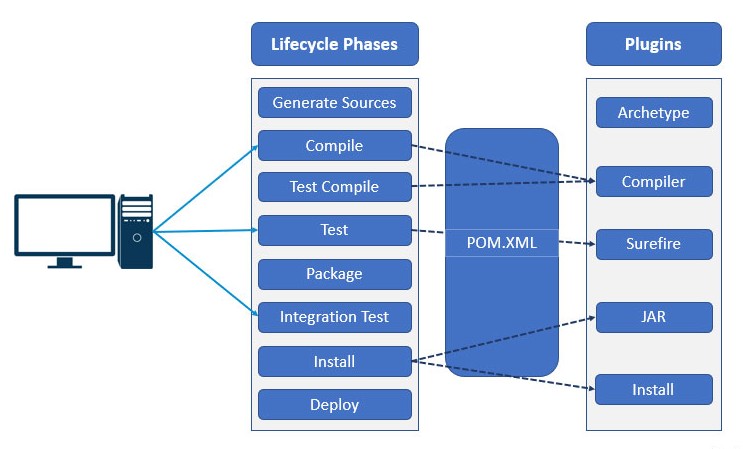 Lifecycle Phases
Plugins
Generate Sources
Compile
Test Compile
Test
Package
Integration Test
Install
Deploy
POM.XML
Archetype
Compiler
Surefire
JAR
Install